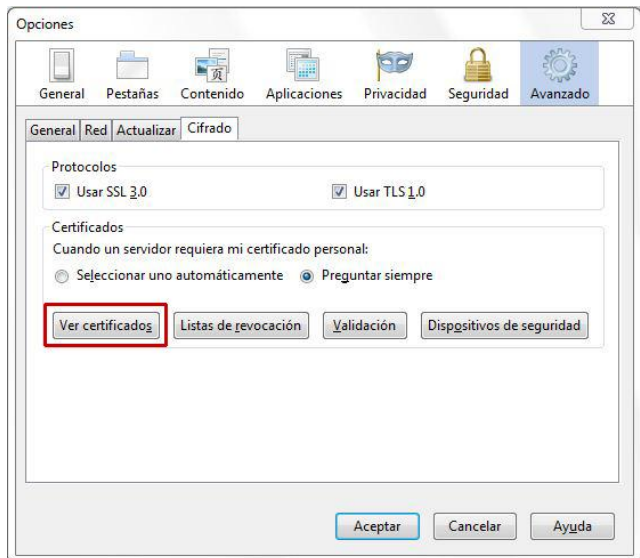 Opciones
General Pestañas Contenido Aplicaciones Privacidad Seguridad Avanzado
General Red Actualizar Cifrado
Protocolos
Usar SSL 3.0 Usar TLS 1.0
Certificados
Cuando un servidor requiera mi certificado personal:
Seleccionar uno automáticamente Preguntar siempre
Ver certificados Listas de revocación Validación Dispositivos de seguridad
Aceptar Cancelar Ayuda